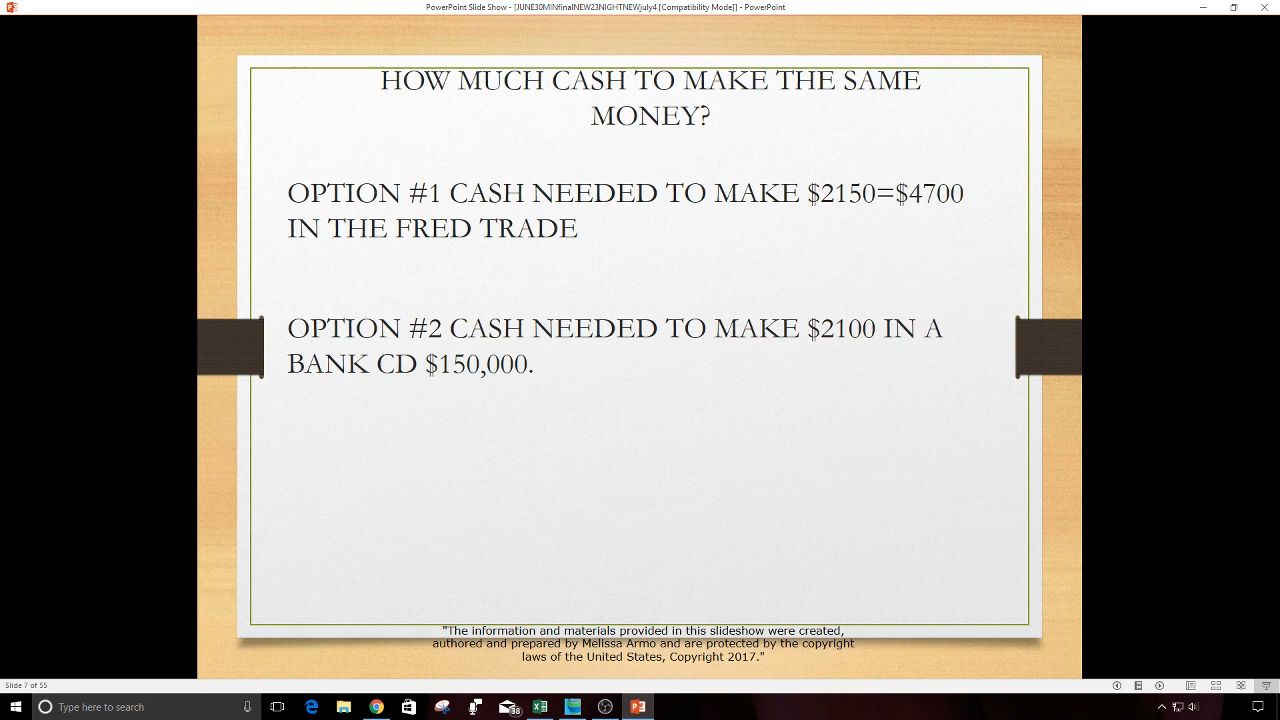 PowerPoint Slide Show - [JUNE30MINfinalNEW23NIGHTNEWjuly4 [Compatibility Mode]] - PowerPoint
HOW MUCH CASH TO MAKE THE SAME
MONEY?
OPTION #1 CASH NEEDED TO MAKE $2150=$4700
IN THE FRED TRADE
OPTION #2 CASH NEEDED TO MAKE $2100 IN A
BANK CD $150,000.
"The information and materials provided in this slideshow were created,
authored and prepared by Melissa Armo and are protected by the copyright
laws of the United States, Copyright 2017."
Slide 7 of 55
Type here to search